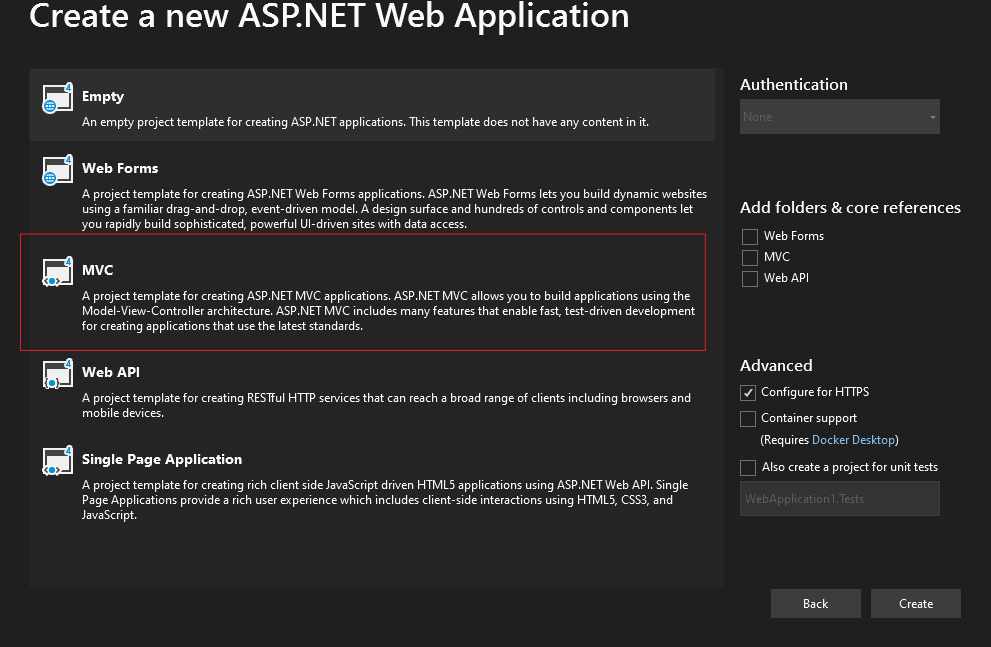 Create a new ASP.NET Web Application
Empty
An empty project template for creating ASP.NET applications. This template does not have any content in it.
Web Forms
A project template for creating ASP.NET Web Forms applications. ASP.NET Web Forms lets you build dynamic websites
using a familiar drag-and-drop, event-driven model. A design surface and hundreds of controls and components let
you rapidly build sophisticated, powerful UI-driven sites with data access.
MVC
A project template for creating ASP.NET MVC applications. ASP.NET MVC allows you to build applications using the
Model-View-Controller architecture. ASP.NET MVC includes many features that enable fast, test-driven development
for creating applications that use the latest standards.
Web API
A project template for creating RESTful HTTP services that can reach a broad range of clients including browsers and
mobile devices.
Single Page Application
A project template for creating rich client side JavaScript driven HTML5 applications using ASP.NET Web API. Single
Page Applications provide a rich user experience which includes client-side interactions using HTML5, CSS3, and
JavaScript.
Authentication
None
Add folders & core references
Web Forms
MVC
Web API
Advanced
Configure for HTTPS
Container support
(Requires Docker Desktop)
Also create a project for unit tests
WebApplication1.Tests
Back
Create